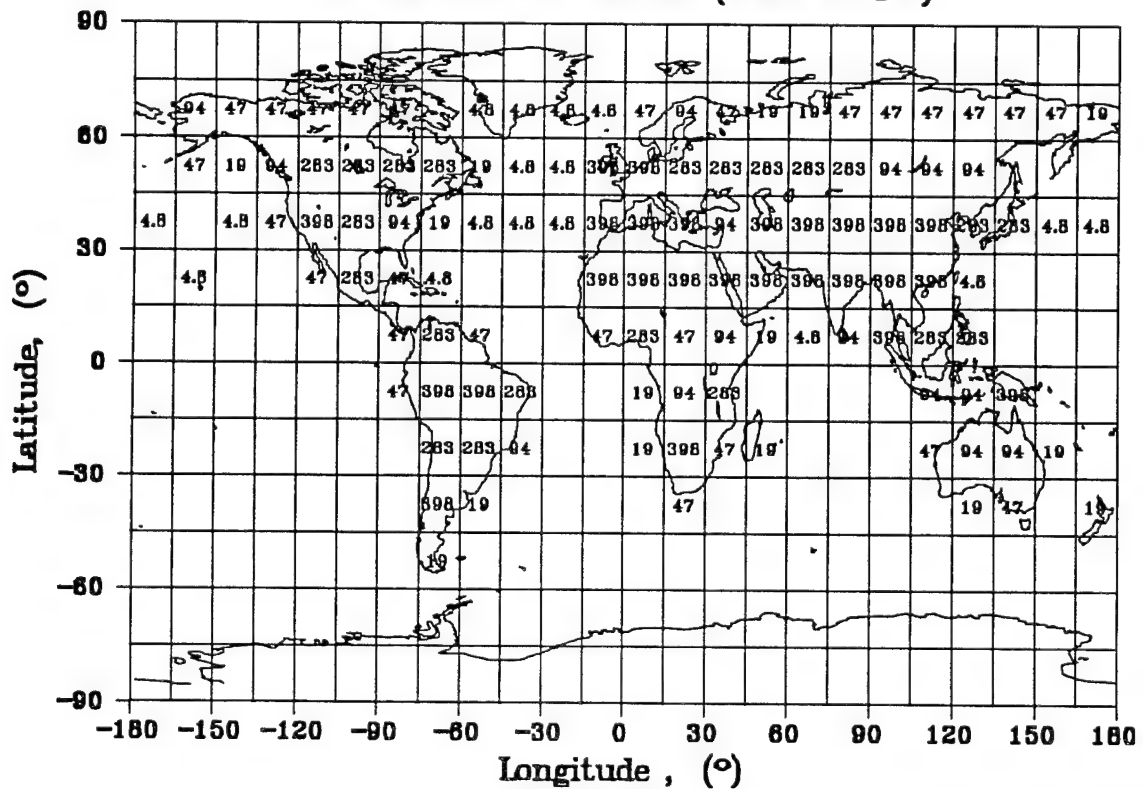 90
94 47 47 47 47 47 4.8 4.8 4.8 4.8 47 94 47 19 19 47 47 47 47 47 47 19
60
47 19 94 283 283 283 283 19 4.8 4.8 398 398 283 283 283 283 283 94 94 94
4.8 4.8 47 398 283 94 19 4.8 4.8 4.8 398 398 398 94 398 398 398 398 398 283 283 4.8 4.8
30
4.8 47 283 47 4.8 398 398 398 398 398 398 398 398 398 4.8
47 283 47 47 283 47 94 19 4.8 94 398 283 283
0
47 398 398 283 19 94 283 94 94 398
283 283 94 19 398 47 19 47 94 94 19
-30
398 19 47 19 47 19
19
-60
-90
-180 -150 -120 -90 -60 -30 0 30 60 90 120 150 180
Longitude , (°)
Latitude, (°)